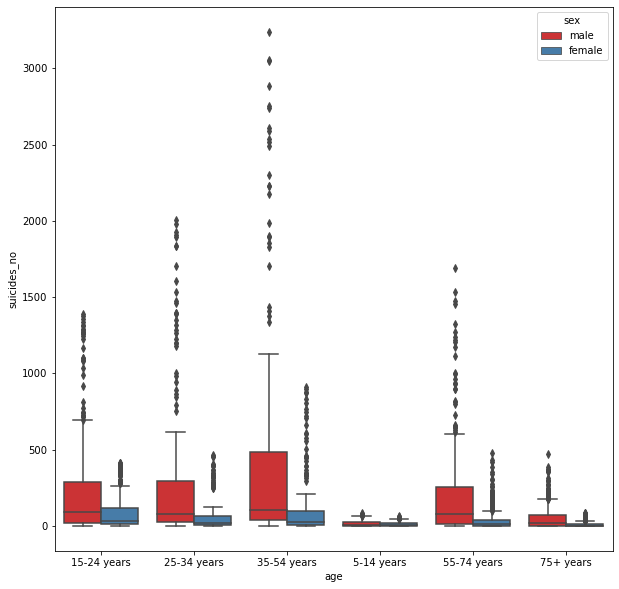 sex
male
female
3000
2500
2000
1500
1000
500
0
suicides_no
15-24 years
25-34 years
35-54 years
5-14 years
55-74 years
75+ years
age